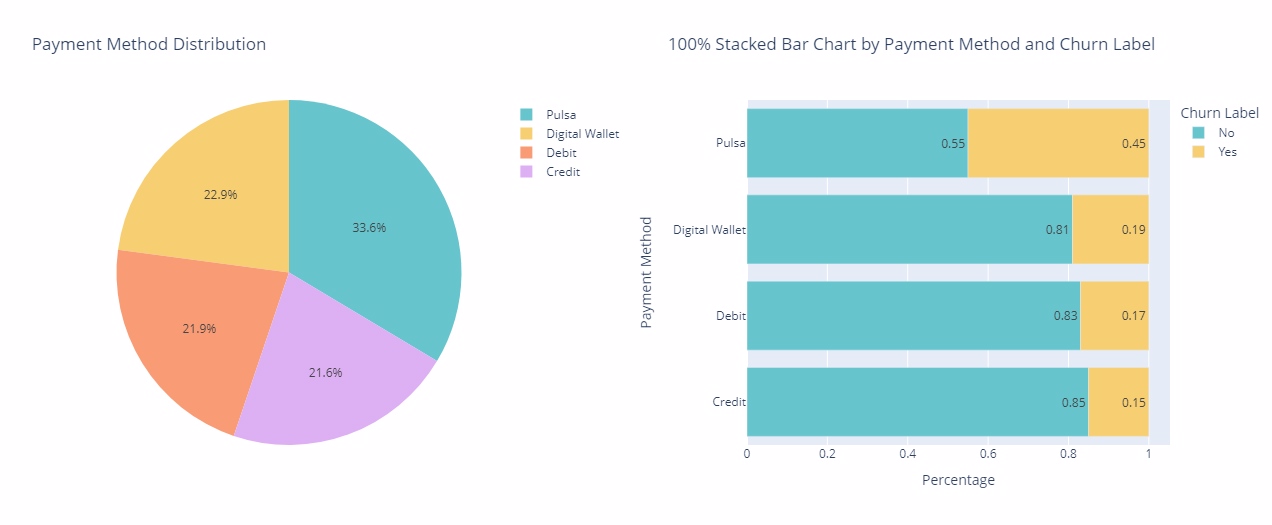 Payment Method Distribution
Pulsa
Digital Wallet
Debit
Credit
22.9%
33.6%
21.9%
21.6%
100% Stacked Bar Chart by Payment Method and Churn Label
Churn Label
No
Yes
Payment Method
Pulsa
0.55
0.45
Digital Wallet
0.81
0.19
Debit
0.83
0.17
Credit
0.85
0.15
0
0.2
0.4
0.6
0.8
1
Percentage